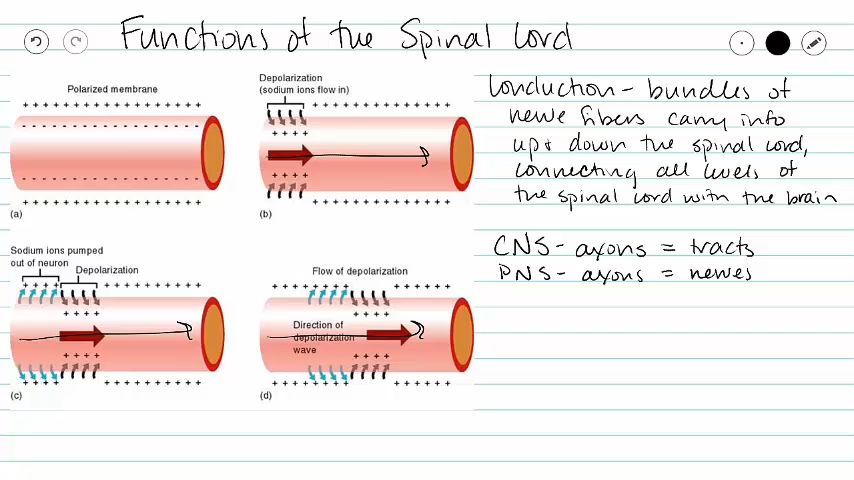 Functions of the Spinal Cord
Polarized membrane
+ + + + + + + + + + + + + + + + + + + +
- - - - - - - - - - - - - - - - - - - -
- - - - - - - - - - - - - - - - - - - -
+ + + + + + + + + + + + + + + + + + + +
(a)
Depolarization
(sodium ions flow in)
+ + + + + + + + + + + + + +
+ + + +
+ + + +
+ + + + + + + + + + + + + +
(b)
Conduction - bundles of
nerve fibers carry info
up + down the spinal cord,
connecting all levels of
the spinal cord with the brain
CNS - axons = tracts
PNS - axons = nerves
Sodium ions pumped
out of neuron
Depolarization
+ + + + +
+ + + + + + + + + +
+ + + +
+ + + +
+ + + +
+ + + + + + + + + +
(c)
Flow of depolarization
+ + + + + + + + +
+ + + + + +
+ + + +
Direction of
depolarization
wave
+ + + +
+ + + + + + + + +
+ + + + + +
(d)